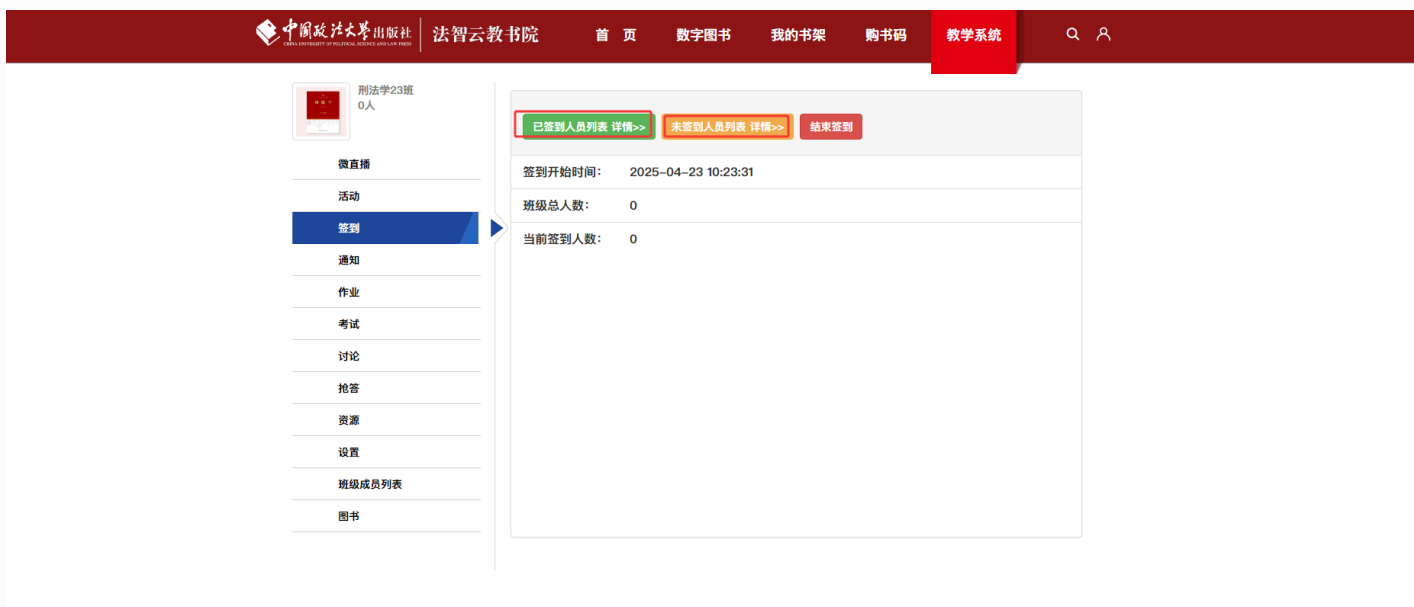 中国政法大学出版社 法智云教书院 首 页 数字图书 我的书架 购书码 教学系统
CHINA UNIVERSITY OF POLITICAL SCIENCE AND LAW PRESS
刑法学23班
0人
微直播
活动
签到
通知
作业
考试
讨论
抢答
资源
设置
班级成员列表
图书
已签到人员列表 详情>> 未签到人员列表 详情>> 结束签到
签到开始时间： 2025-04-23 10:23:31
班级总人数： 0
当前签到人数： 0